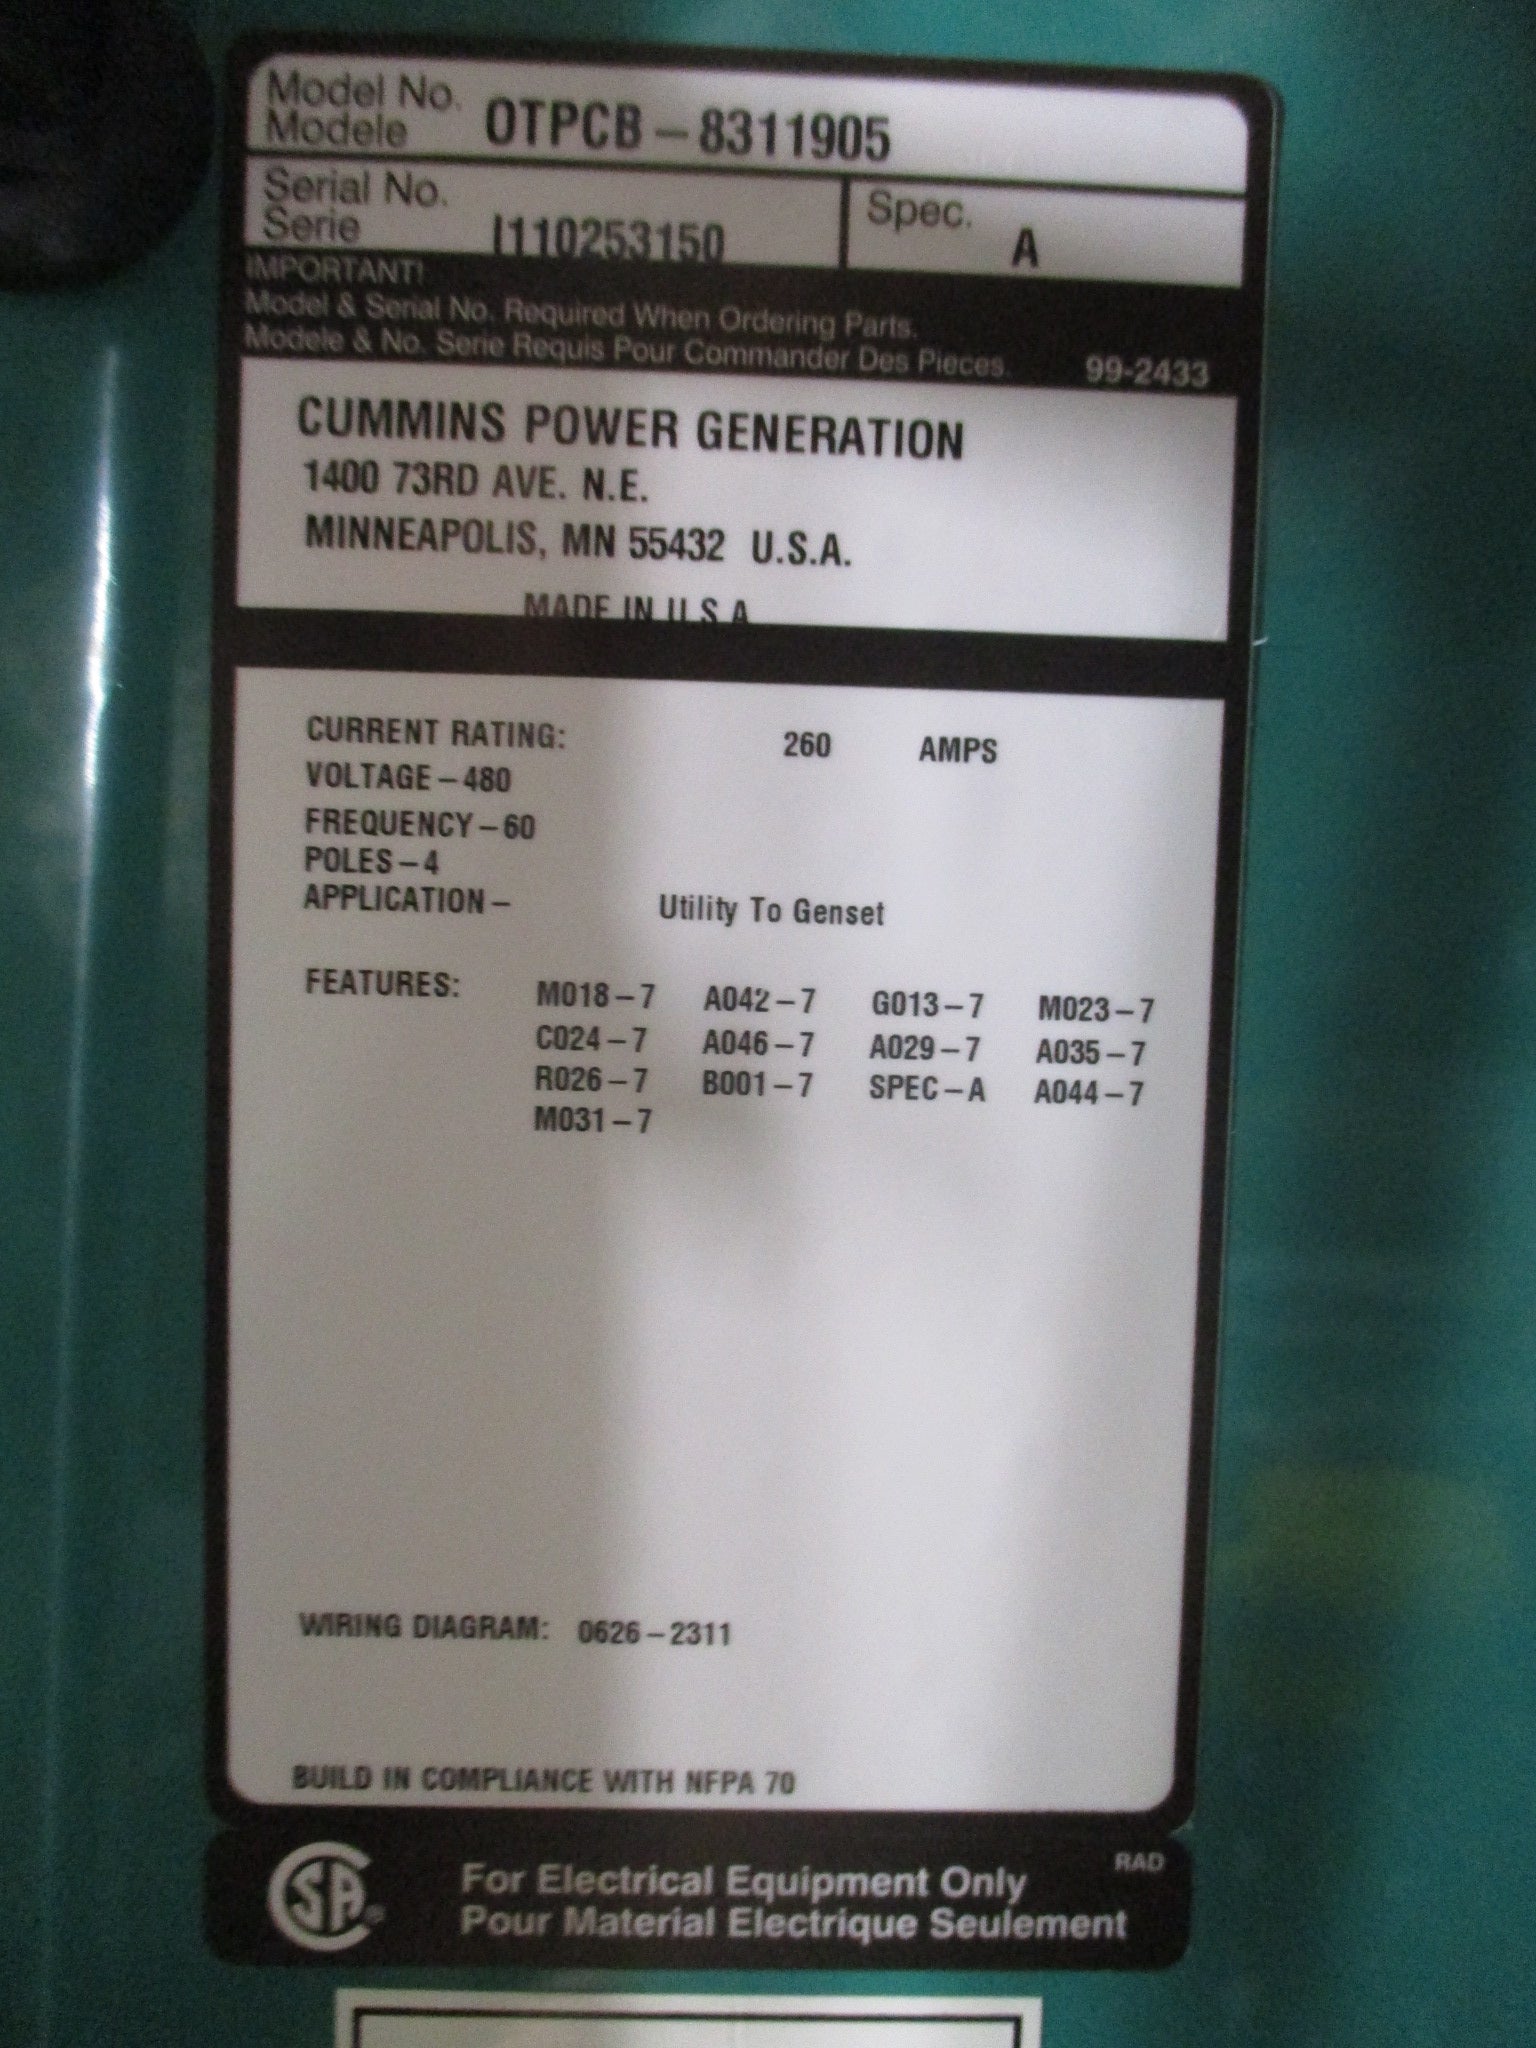 Model No. OTPCB-8311905
Modele
Serial No. I110253150
Serie
Spec. A
IMPORTANT!
Model & Serial No. Required When Ordering Parts.
Modele & No. Serie Requis Pour Commander Des Pieces. 99-2433
CUMMINS POWER GENERATION
1400 73RD AVE. N.E.
MINNEAPOLIS, MN 55432 U.S.A.
MADE IN U.S.A
CURRENT RATING: 260 AMPS
VOLTAGE-480
FREQUENCY-60
POLES-4
APPLICATION- Utility To Genset
FEATURES: M018-7 A042-7 G013-7 M023-7
C024-7 A046-7 A029-7 A035-7
R026-7 B001-7 SPEC-A A044-7
M031-7
WIRING DIAGRAM: 0626-2311
BUILD IN COMPLIANCE WITH NFPA 70
RAD
CSA®
For Electrical Equipment Only
Pour Material Electrique Seulement